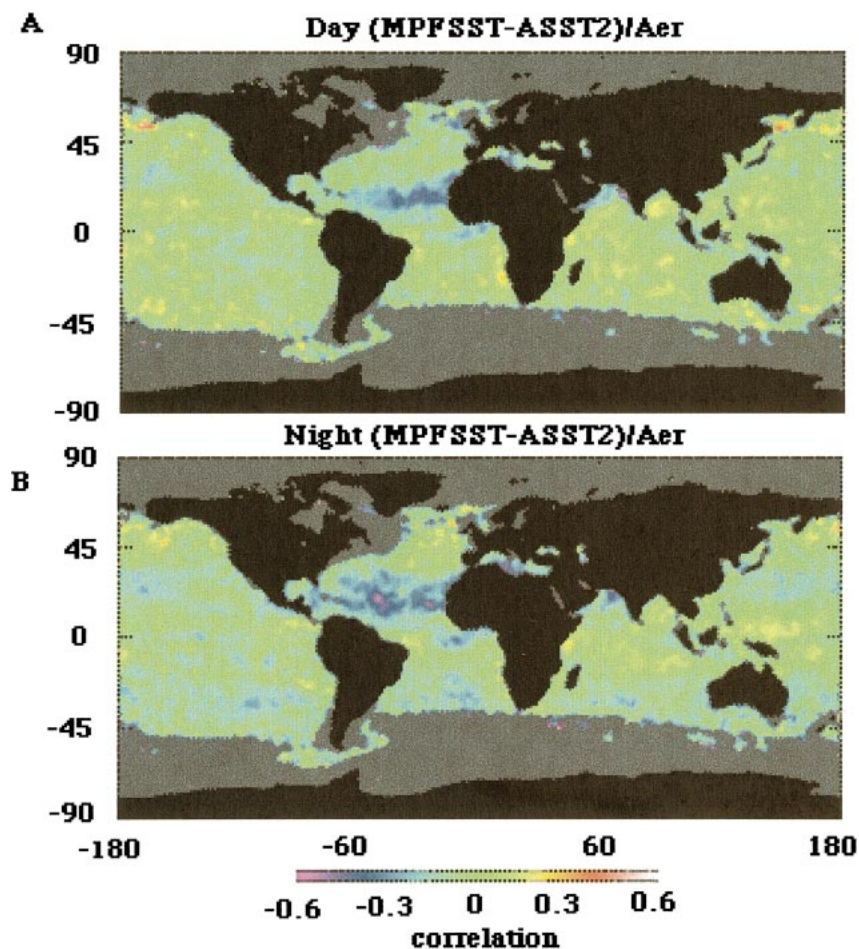 A
Day (MPFSST-ASST2)/Aer
90
45
0
-45
-90
B
Night (MPFSST-ASST2)/Aer
90
45
0
-45
-90
-180 -60 60 180
-0.6 -0.3 0 0.3 0.6
correlation